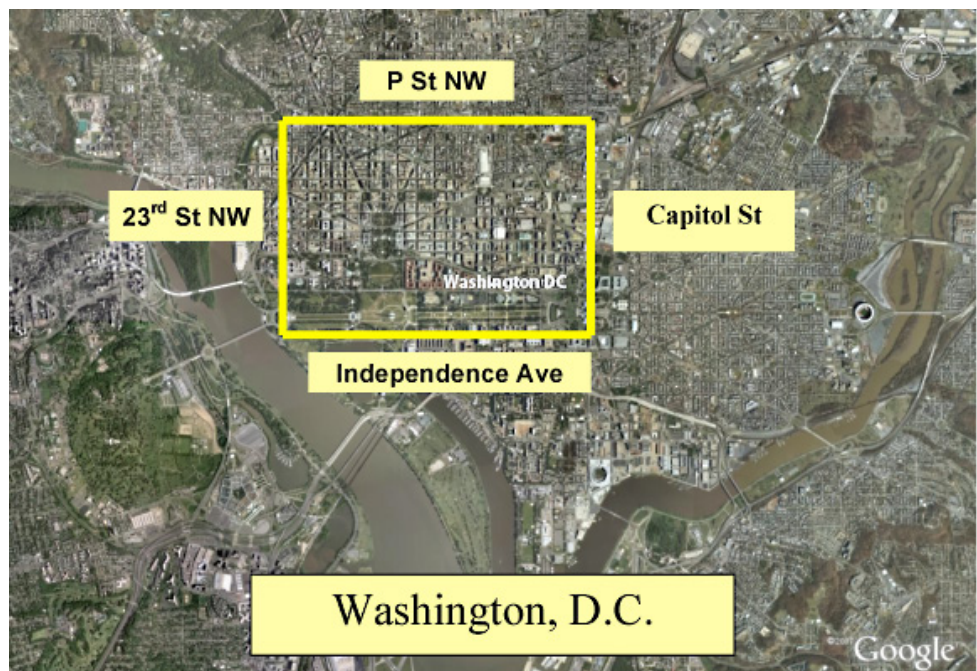 P St NW
23rd St NW
Capitol St
Washington DC
Independence Ave
Washington, D.C.
Google